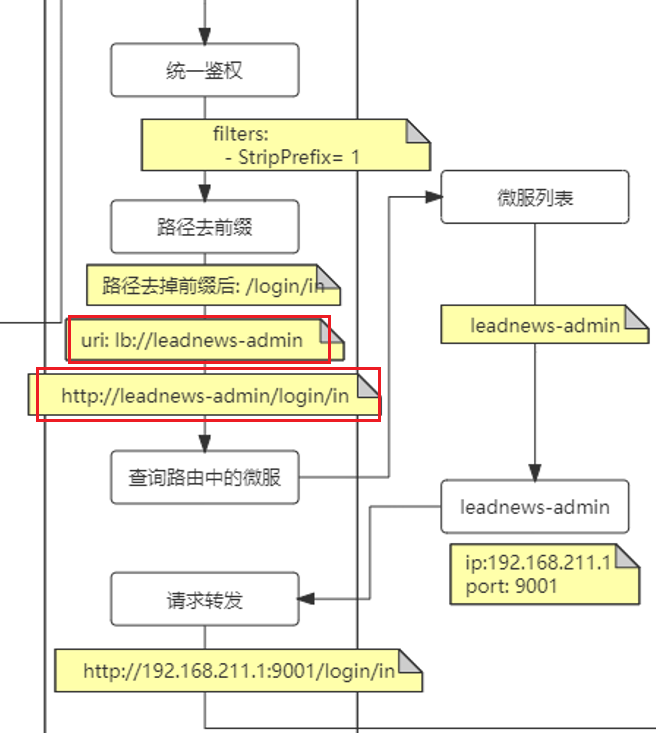 统一鉴权
filters:
- StripPrefix= 1
路径去前缀
路径去掉前缀后: /login/in
uri: lb://leadnews-admin
http://leadnews-admin/login/in
查询路由中的微服
微服列表
leadnews-admin
leadnews-admin
ip:192.168.211.1
port: 9001
请求转发
http://192.168.211.1:9001/login/in